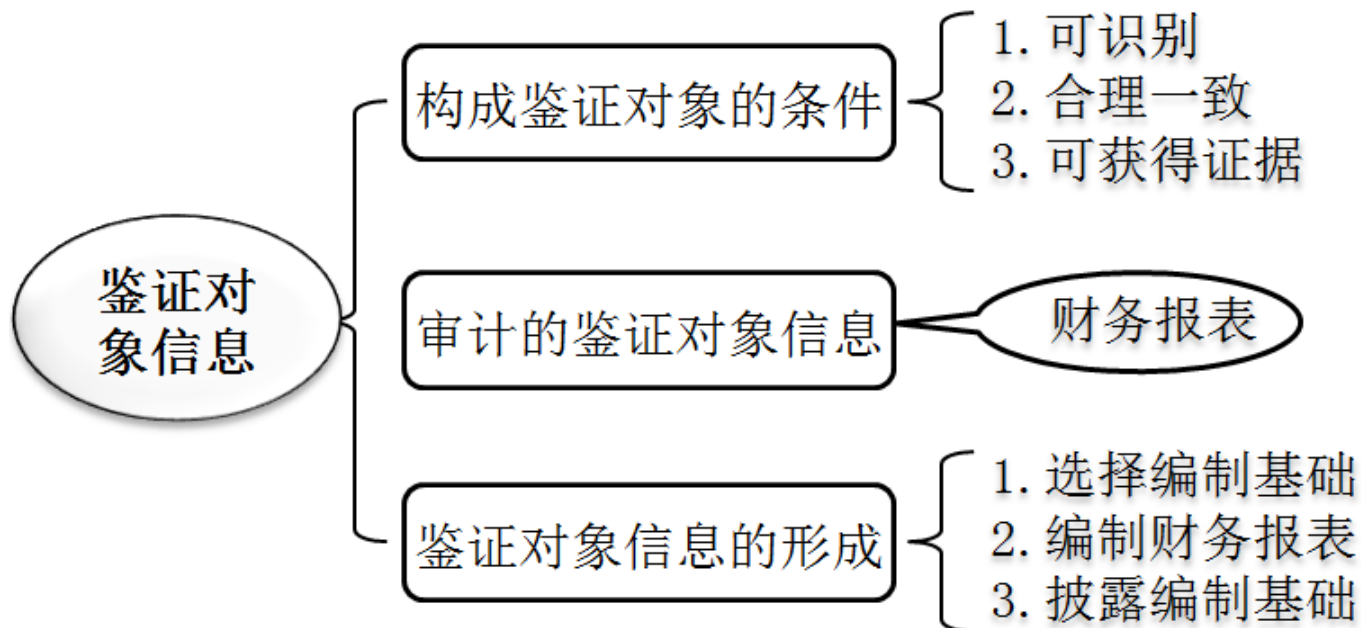 鉴证对
象信息
构成鉴证对象的条件
1. 可识别
2. 合理一致
3. 可获得证据
审计的鉴证对象信息
财务报表
鉴证对象信息的形成
1. 选择编制基础
2. 编制财务报表
3. 披露编制基础